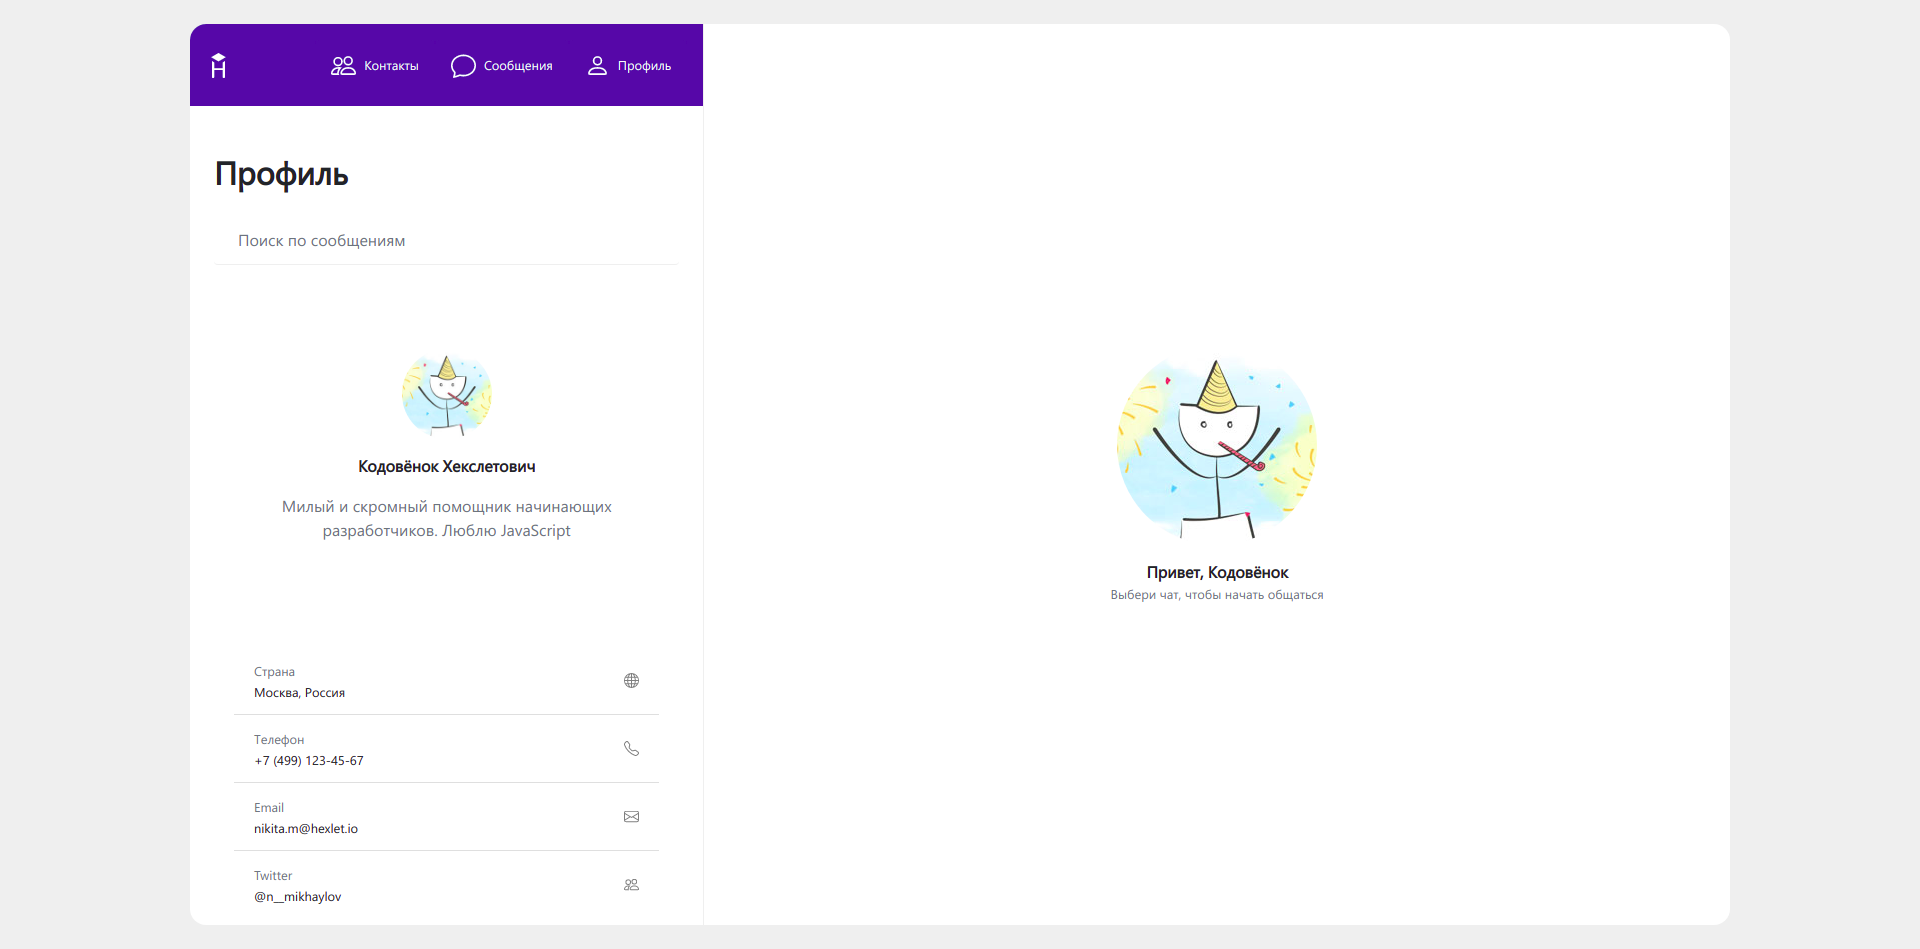 Контакты
Сообщения
Профиль
Профиль
Поиск по сообщениям
Кодовёнок Хекслетович
Милый и скромный помощник начинающих
разработчиков. Люблю JavaScript
Страна
Москва, Россия
Телефон
+7 (499) 123-45-67
Email
nikita.m@hexlet.io
Twitter
@n__mikhaylov
Привет, Кодовёнок
Выбери чат, чтобы начать общаться